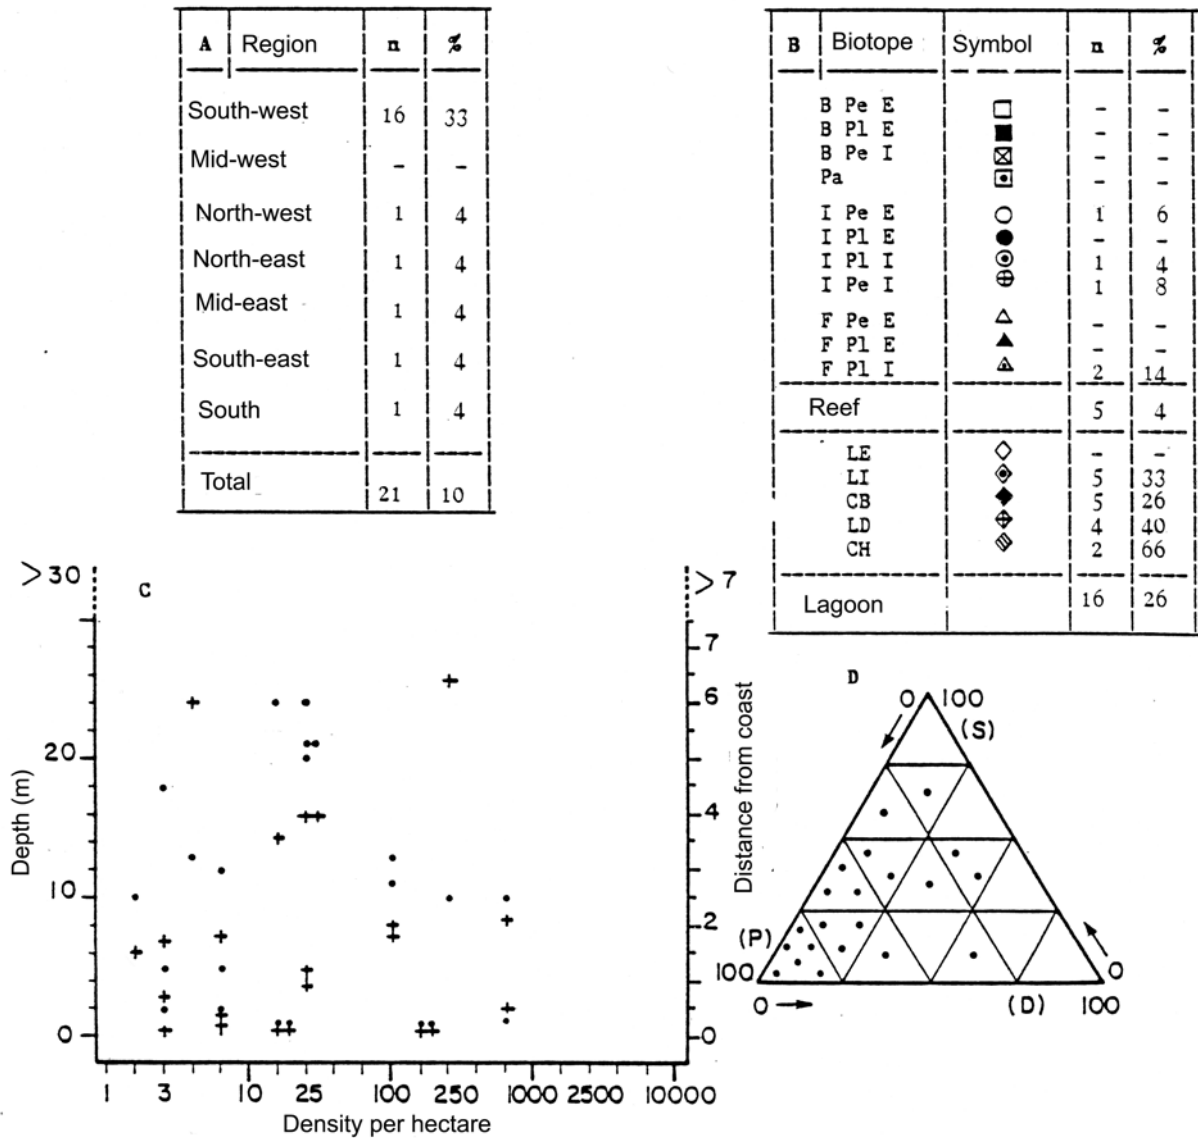 A Region n %
South-west 16 33
Mid-west - -
North-west 1 4
North-east 1 4
Mid-east 1 4
South-east 1 4
South 1 4
Total 21 10
B Biotope Symbol n %
B Pe E - -
B Pl E - -
B Pe I - -
Pa - -
I Pe E 1 6
I Pl E - -
I Pl I 1 4
I Pe I 1 8
F Pe E - -
F Pl E - -
F Pl I 2 14
Reef 5 4
LE - -
LI 5 33
CB 5 26
LD 4 40
CH 2 66
Lagoon 16 26
C
>30
20
10
0
Depth (m)
>7
7
6
4
2
0
Distance from coast
1 3 10 25 100 250 1000 2500 10000
Density per hectare
D
0 100
(S)
(P)
100 0
0 (D) 100